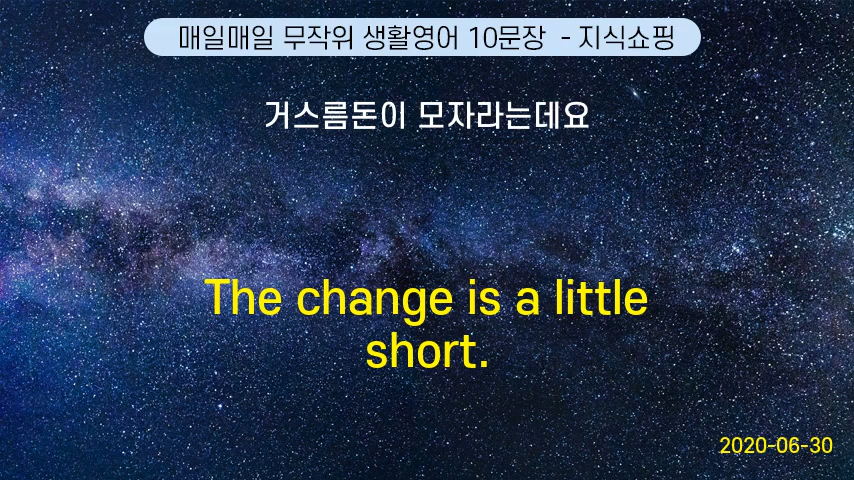 매일매일 무작위 생활영어 10문장 - 지식쇼핑
거스름돈이 모자라는데요
The change is a little
short.
2020-06-30